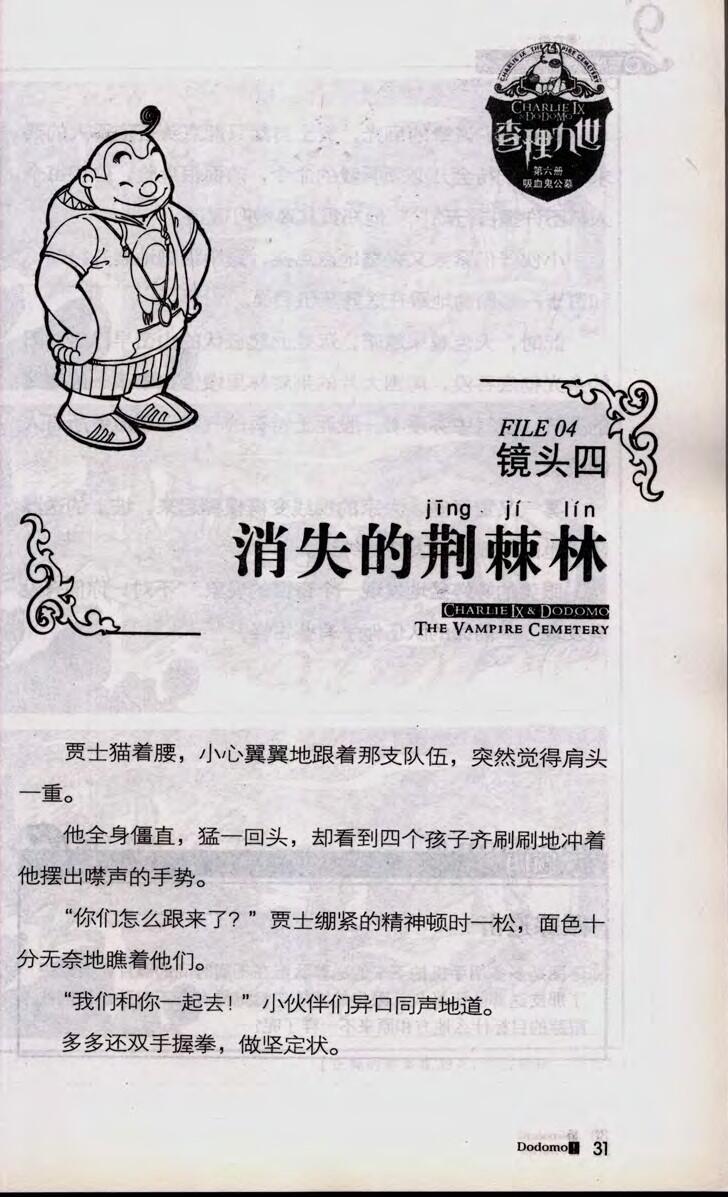 CHARLIE IX THE VAMPIRE CEMETERY
CHARLIE IX
& DODOMO
查理九世
第六册
吸血鬼公墓
FILE 04
镜头四
jīng jí lín
消失的荆棘林
CHARLIE IX & DODOMO
THE VAMPIRE CEMETERY
贾士猫着腰，小心翼翼地跟着那支队伍，突然觉得肩头
一重。
他全身僵直，猛一回头，却看到四个孩子齐刷刷地冲着
他摆出噤声的手势。
“你们怎么跟来了？”贾士绷紧的精神顿时一松，面色十
分无奈地瞧着他们。
“我们和你一起去！”小伙伴们异口同声地道。
多多还双手握拳，做坚定状。
Dodomo! 31